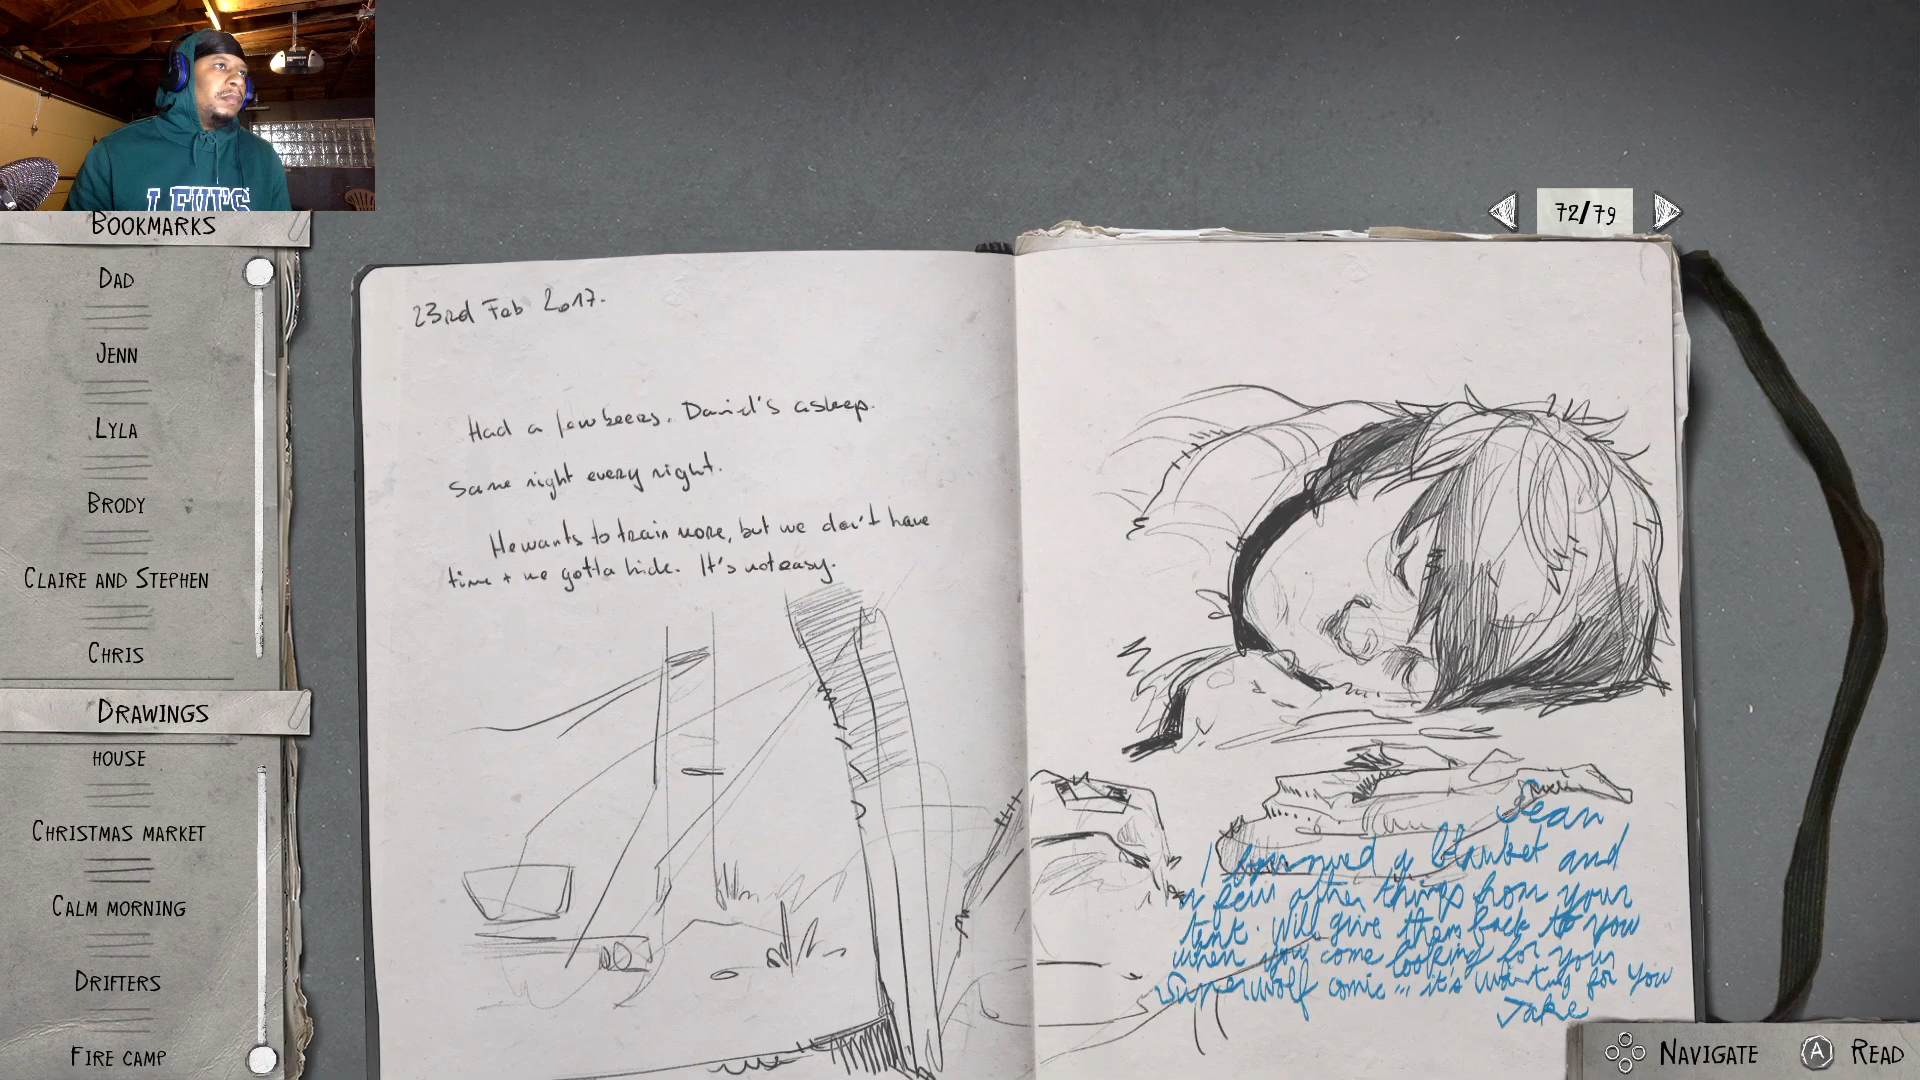 LEVI'S
BOOKMARKS
DAD
JENN
LYLA
BRODY
CLAIRE AND STEPHEN
CHRIS
DRAWINGS
HOUSE
CHRISTMAS MARKET
CALM MORNING
DRIFTERS
FIRE CAMP
72/79
23rd Feb 2017.
Had a few beers. Daniel's asleep.
Same night every night.
He wants to train more, but we don't have
time + we gotta hide. It's not easy.
Sean
I borrowed a blanket and
a few other things from your
tent. Will give them back to you
when you come looking for your
Superwolf comic... it's waiting for you
Jake
NAVIGATE
A READ